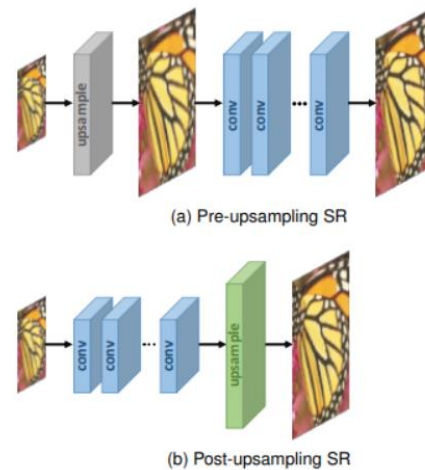 upsample
conv
conv
...
conv
(a) Pre-upsampling SR
conv
conv
...
conv
upsample
(b) Post-upsampling SR